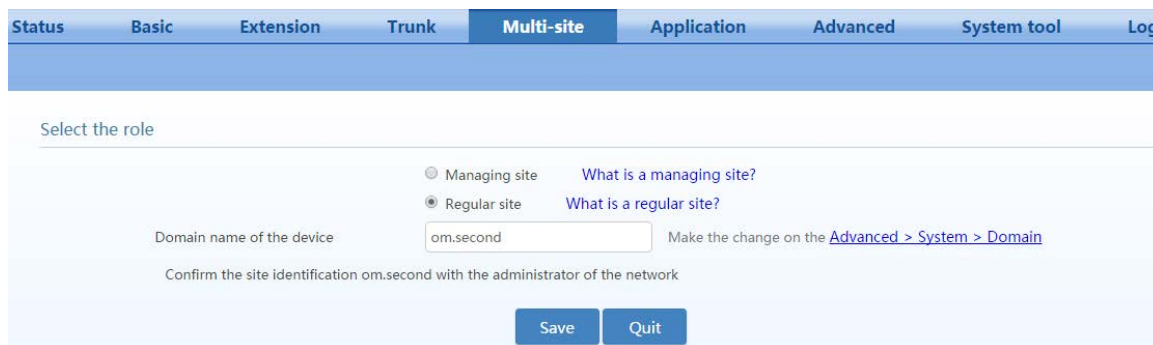 Status Basic Extension Trunk Multi-site Application Advanced System tool Log
Select the role
Managing site What is a managing site?
Regular site What is a regular site?
Domain name of the device om.second Make the change on the Advanced > System > Domain
Confirm the site identification om.second with the administrator of the network
Save Quit